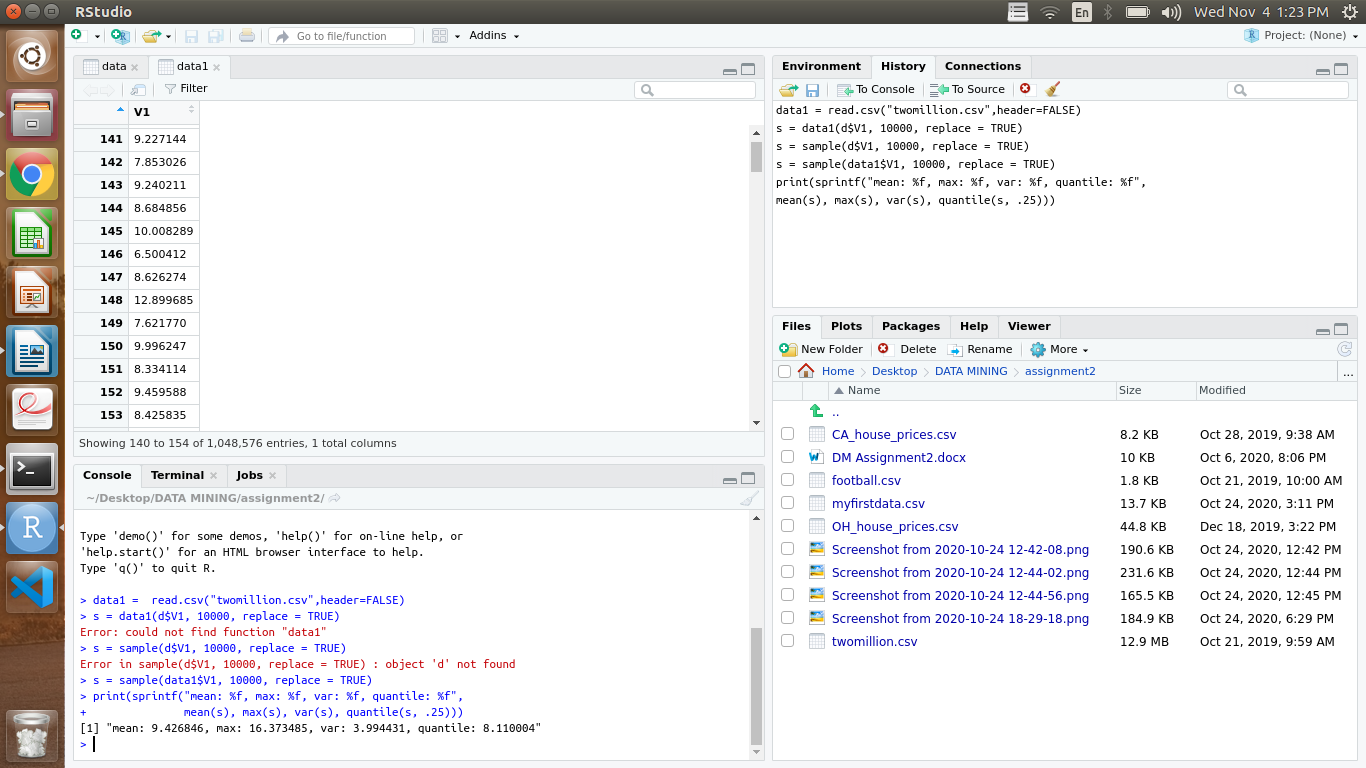 RStudio
En
Wed Nov 4 1:23 PM
Go to file/function
Addins
Project: (None)
data
data1
Filter
V1
141 9.227144
142 7.853026
143 9.240211
144 8.684856
145 10.008289
146 6.500412
147 8.626274
148 12.899685
149 7.621770
150 9.996247
151 8.334114
152 9.459588
153 8.425835
Showing 140 to 154 of 1,048,576 entries, 1 total columns
Console Terminal Jobs
~/Desktop/DATA MINING/assignment2/
Type 'demo()' for some demos, 'help()' for on-line help, or
'help.start()' for an HTML browser interface to help.
Type 'q()' to quit R.
> data1 =  read.csv("twomillion.csv",header=FALSE)
> s = data1(d$V1, 10000, replace = TRUE)
Error: could not find function "data1"
> s = sample(d$V1, 10000, replace = TRUE)
Error in sample(d$V1, 10000, replace = TRUE) : object 'd' not found
> s = sample(data1$V1, 10000, replace = TRUE)
> print(sprintf("mean: %f, max: %f, var: %f, quantile: %f",
+               mean(s), max(s), var(s), quantile(s, .25)))
[1] "mean: 9.426846, max: 16.373485, var: 3.994431, quantile: 8.110004"
>
Environment History Connections
To Console To Source
data1 = read.csv("twomillion.csv",header=FALSE)
s = data1(d$V1, 10000, replace = TRUE)
s = sample(d$V1, 10000, replace = TRUE)
s = sample(data1$V1, 10000, replace = TRUE)
print(sprintf("mean: %f, max: %f, var: %f, quantile: %f",
mean(s), max(s), var(s), quantile(s, .25)))
Files Plots Packages Help Viewer
New Folder Delete Rename More
Home Desktop DATA MINING assignment2 ...
Name Size Modified
..
CA_house_prices.csv 8.2 KB Oct 28, 2019, 9:38 AM
DM Assignment2.docx 10 KB Oct 6, 2020, 8:06 PM
football.csv 1.8 KB Oct 21, 2019, 10:00 AM
myfirstdata.csv 13.7 KB Oct 24, 2020, 3:11 PM
OH_house_prices.csv 44.8 KB Dec 18, 2019, 3:22 PM
Screenshot from 2020-10-24 12-42-08.png 190.6 KB Oct 24, 2020, 12:42 PM
Screenshot from 2020-10-24 12-44-02.png 231.6 KB Oct 24, 2020, 12:44 PM
Screenshot from 2020-10-24 12-44-56.png 165.5 KB Oct 24, 2020, 12:45 PM
Screenshot from 2020-10-24 18-29-18.png 184.9 KB Oct 24, 2020, 6:29 PM
twomillion.csv 12.9 MB Oct 21, 2019, 9:59 AM